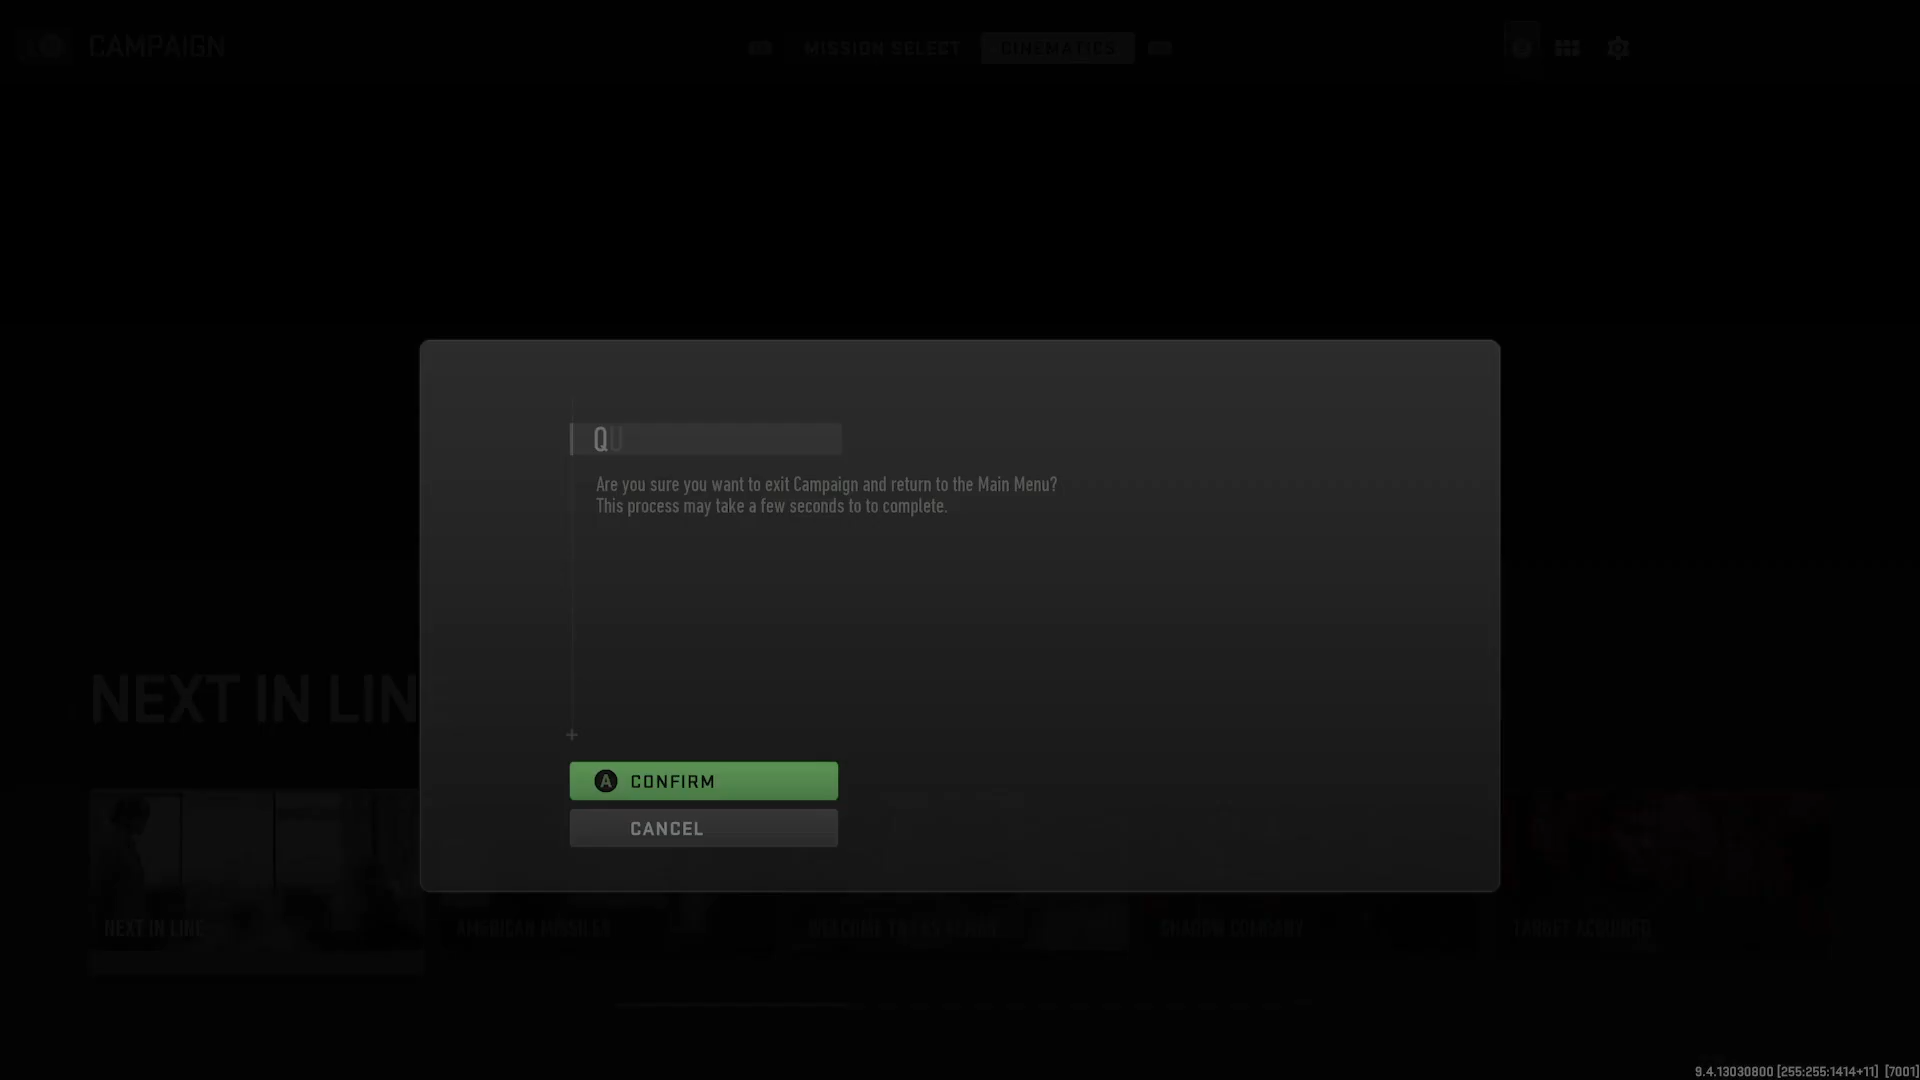 CAMPAIGN
MISSION SELECT
CINEMATICS
QU
Are you sure you want to exit Campaign and return to the Main Menu?
This process may take a few seconds to to complete.
NEXT IN LIN
A CONFIRM
CANCEL
NEXT IN LINE
AMERICAN MISSILES
SHADOW COMPANY
TARGET ACQUIRED
9.4.13030800 [255:255:1414+11] [7001]